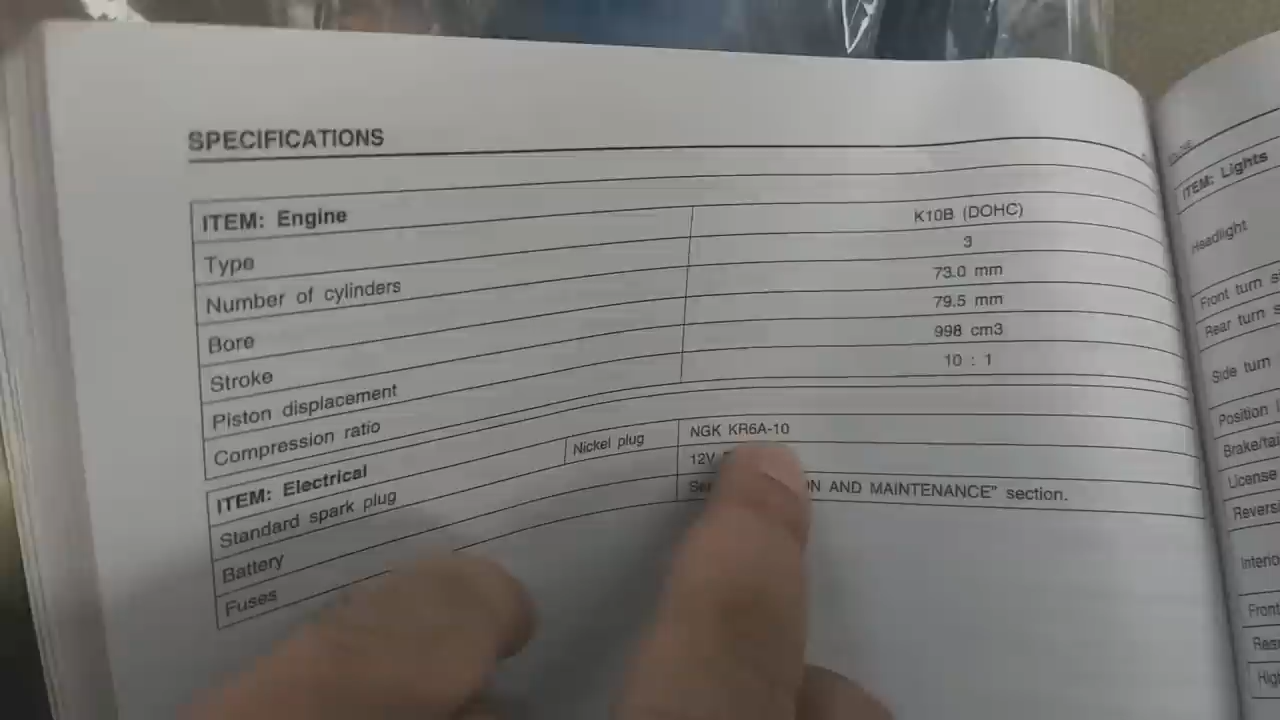 SPECIFICATIONS
ITEM: Engine
Type K10B (DOHC)
Number of cylinders 3
Bore 73.0 mm
Stroke 79.5 mm
Piston displacement 998 cm3
Compression ratio 10 : 1
ITEM: Electrical
Standard spark plug Nickel plug NGK KR6A-10
Battery 12V
Fuses AND MAINTENANCE" section.
ITEM: Lights
Headlight
Front turn
Rear turn
Side turn
Position
License
Front